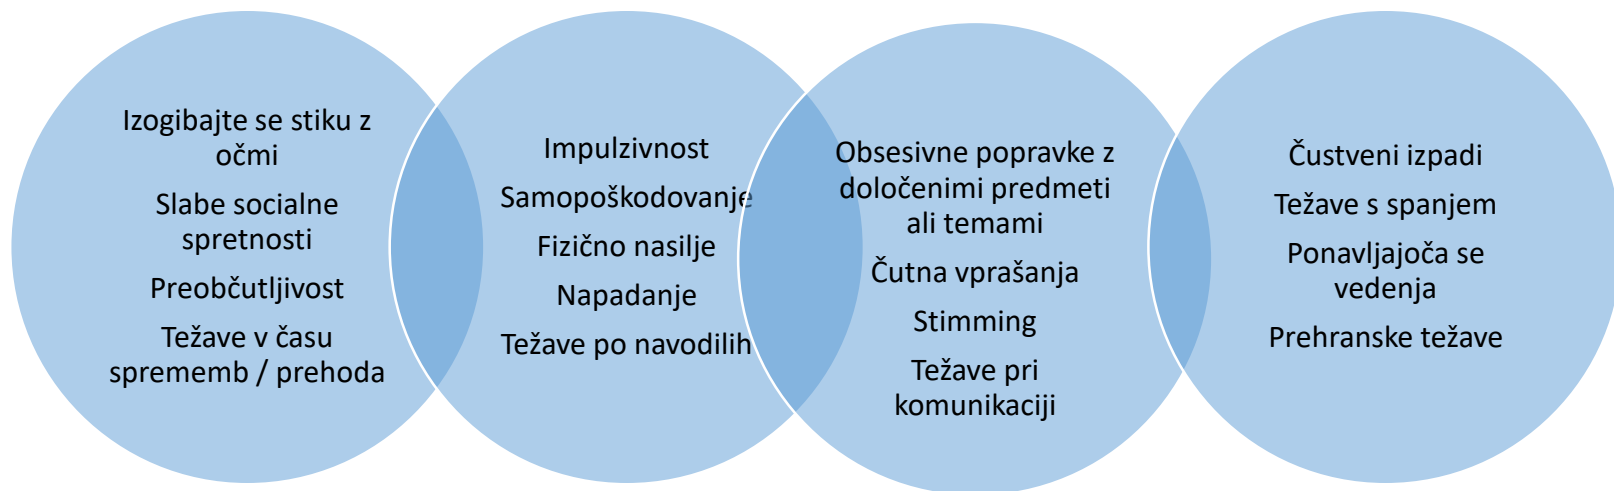 Izogibajte se stiku z
očmi
Slabe socialne
spretnosti
Preobčutljivost
Težave v času
sprememb / prehoda
Impulzivnost
Samopoškodovanje
Fizično nasilje
Napadanje
Težave po navodilih
Obsesivne popravke z
določenimi predmeti
ali temami
Čutna vprašanja
Stimming
Težave pri
komunikaciji
Čustveni izpadi
Težave s spanjem
Ponavljajoča se
vedenja
Prehranske težave